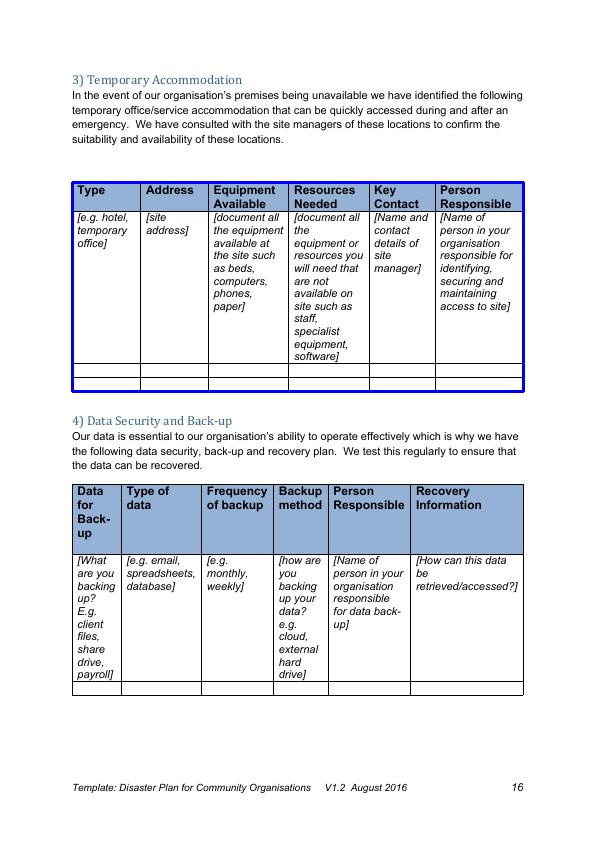 3) Temporary Accommodation
In the event of our organisation's premises being unavailable we have identified the following
temporary office/service accommodation that can be quickly accessed during and after an
emergency.  We have consulted with the site managers of these locations to confirm the
suitability and availability of these locations.
Type
Address
Equipment
Available
Resources
Needed
Key
Contact
Person
Responsible
[e.g. hotel,
temporary
office]
[site
address]
[document all
the equipment
available at
the site such
as beds,
computers,
phones,
paper]
[document all
the
equipment or
resources you
will need that
are not
available on
site such as
staff,
specialist
equipment,
software]
[Name and
contact
details of
site
manager]
[Name of
person in your
organisation
responsible for
identifying,
securing and
maintaining
access to site]
4) Data Security and Back-up
Our data is essential to our organisation's ability to operate effectively which is why we have
the following data security, back-up and recovery plan.  We test this regularly to ensure that
the data can be recovered.
Data
for
Back-
up
Type of
data
Frequency
of backup
Backup
method
Person
Responsible
Recovery
Information
[What
are you
backing
up?
E.g.
client
files,
share
drive,
payroll]
[e.g. email,
spreadsheets,
database]
[e.g.
monthly,
weekly]
[how are
you
backing
up your
data?
e.g.
cloud,
external
hard
drive]
[Name of
person in your
organisation
responsible
for data back-
up]
[How can this data
be
retrieved/accessed?]
Template: Disaster Plan for Community Organisations    V1.2  August 2016    16